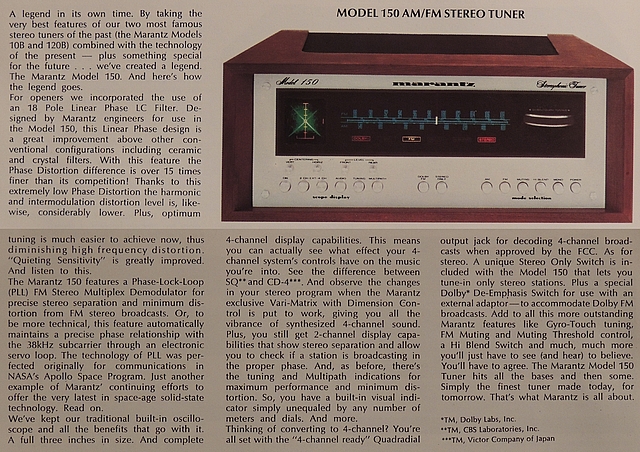 A legend in its own time. By taking the
very best features of our two most famous
stereo tuners of the past (the Marantz Models
10B and 120B) combined with the technology
of the present — plus something special
for the future . . . we've created a legend.
The Marantz Model 150. And here's how
the legend goes.
For openers we incorporated the use of
an 18 Pole Linear Phase LC Filter. De-
signed by Marantz engineers for use in
the Model 150, this Linear Phase design is
a great improvement above other con-
ventional configurations including ceramic
and crystal filters. With this feature the
Phase Distortion difference is over 15 times
finer than its competition! Thanks to this
extremely low Phase Distortion the harmonic
and intermodulation distortion level is, like-
wise, considerably lower. Plus, optimum
MODEL 150 AM/FM STEREO TUNER
Model 150
marantz
Stereophonic Tuner
scope display
mode selection
tuning is much easier to achieve now, thus
diminishing high frequency distortion.
"Quieting Sensitivity" is greatly improved.
And listen to this.
The Marantz 150 features a Phase-Lock-Loop
(PLL) FM Stereo Multiplex Demodulator for
precise stereo separation and minimum dis-
tortion from FM stereo broadcasts. Or, to
be more technical, this feature automatically
maintains a precise phase relationship with
the 38kHz subcarrier through an electronic
servo loop. The technology of PLL was per-
fected originally for communications in
NASA's Apollo Space Program. Just another
example of Marantz' continuing efforts to
offer the very latest in space-age solid-state
technology. Read on.
We've kept our traditional built-in oscillo-
scope and all the benefits that go with it.
A full three inches in size. And complete
4-channel display capabilities. This means
you can actually see what effect your 4-
channel system's controls have on the music
you're into. See the difference between
SQ** and CD-4***. And observe the changes
in your stereo program when the Marantz
exclusive Vari-Matrix with Dimension Con-
trol is put to work, giving you all the
vibrance of synthesized 4-channel sound.
Plus, you still get 2-channel display capa-
bilities that show stereo separation and allow
you to check if a station is broadcasting in
the proper phase. And, as before, there's
the tuning and Multipath indications for
maximum performance and minimum dis-
tortion. So, you have a built-in visual indi-
cator simply unequaled by any number of
meters and dials. And more.
Thinking of converting to 4-channel? You're
all set with the "4-channel ready" Quadradial
output jack for decoding 4-channel broad-
casts when approved by the FCC. As for
stereo. A unique Stereo Only Switch is in-
cluded with the Model 150 that lets you
tune-in only stereo stations. Plus a special
Dolby* De-Emphasis Switch for use with an
external adaptor—to accommodate Dolby FM
broadcasts. Add to all this more outstanding
Marantz features like Gyro-Touch tuning,
FM Muting and Muting Threshold control,
a Hi Blend Switch and much, much more
you'll just have to see (and hear) to believe.
You'll have to agree. The Marantz Model 150
Tuner hits all the bases and then some.
Simply the finest tuner made today, for
tomorrow. That's what Marantz is all about.
*TM, Dolby Labs, Inc.
**TM, CBS Laboratories, Inc.
***TM, Victor Company of Japan